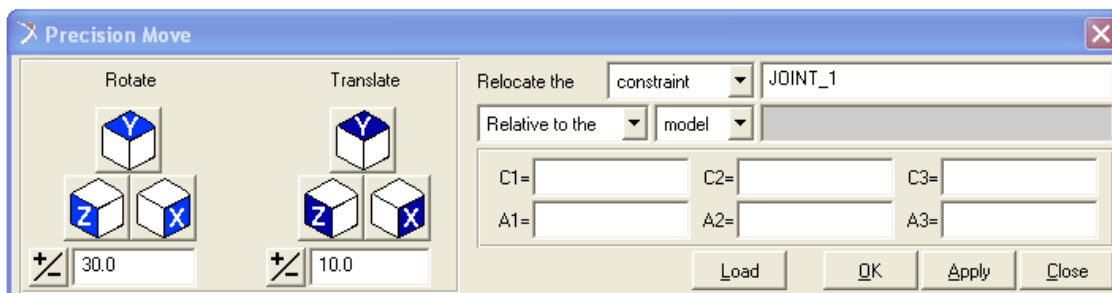 Precision Move
Rotate Translate
Y Y
Z X Z X
+/- 30.0 +/- 10.0
Relocate the constraint JOINT_1
Relative to the model
C1= C2= C3=
A1= A2= A3=
Load OK Apply Close